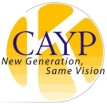 CAYP
New Generation,
Same Vision